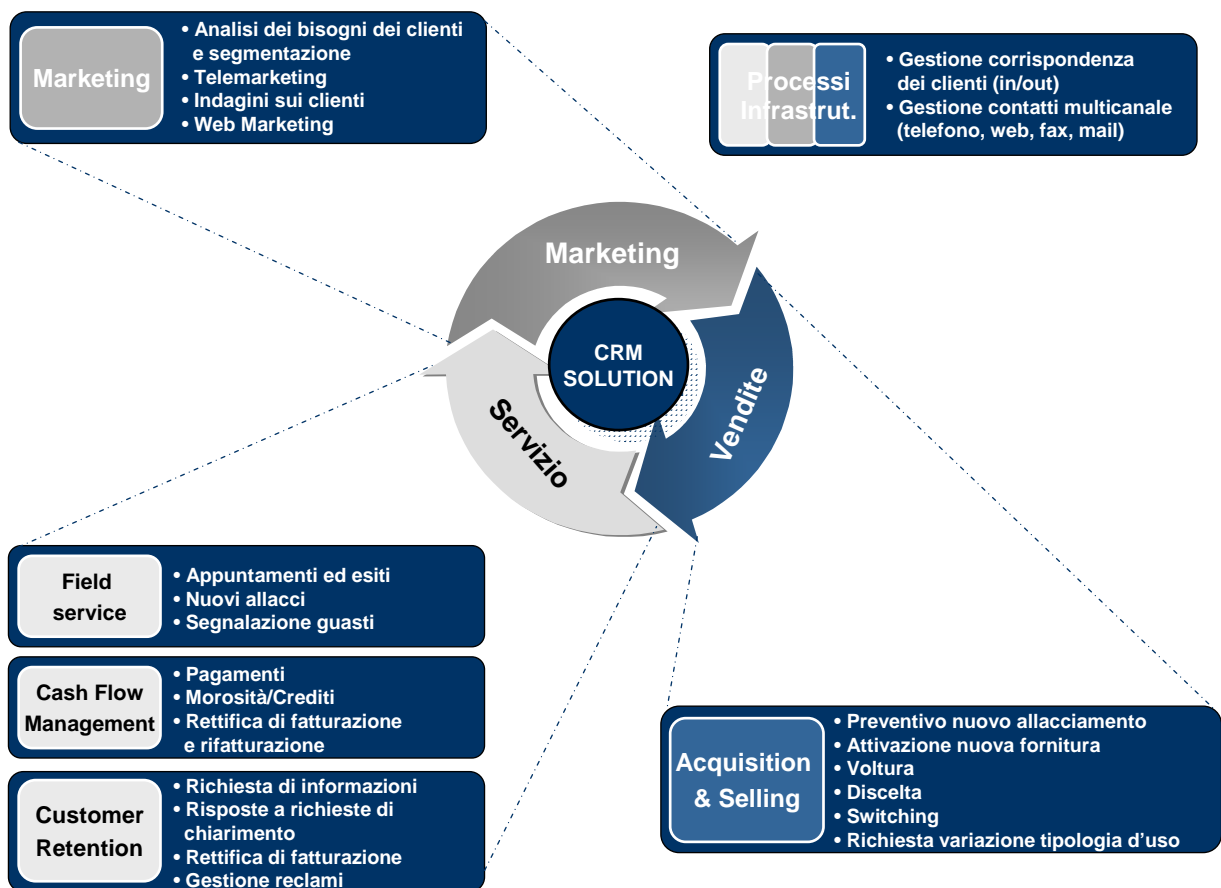 Marketing
• Analisi dei bisogni dei clienti
e segmentazione
• Telemarketing
• Indagini sui clienti
• Web Marketing
Processi
Infrastrut.
• Gestione corrispondenza
dei clienti (in/out)
• Gestione contatti multicanale
(telefono, web, fax, mail)
Marketing
CRM
SOLUTION
Vendite
Servizio
Field
service
• Appuntamenti ed esiti
• Nuovi allacci
• Segnalazione guasti
Cash Flow
Management
• Pagamenti
• Morosità/Crediti
• Rettifica di fatturazione
e rifatturazione
Customer
Retention
• Richiesta di informazioni
• Risposte a richieste di
chiarimento
• Rettifica di fatturazione
• Gestione reclami
Acquisition
& Selling
• Preventivo nuovo allacciamento
• Attivazione nuova fornitura
• Voltura
• Discelta
• Switching
• Richiesta variazione tipologia d’uso